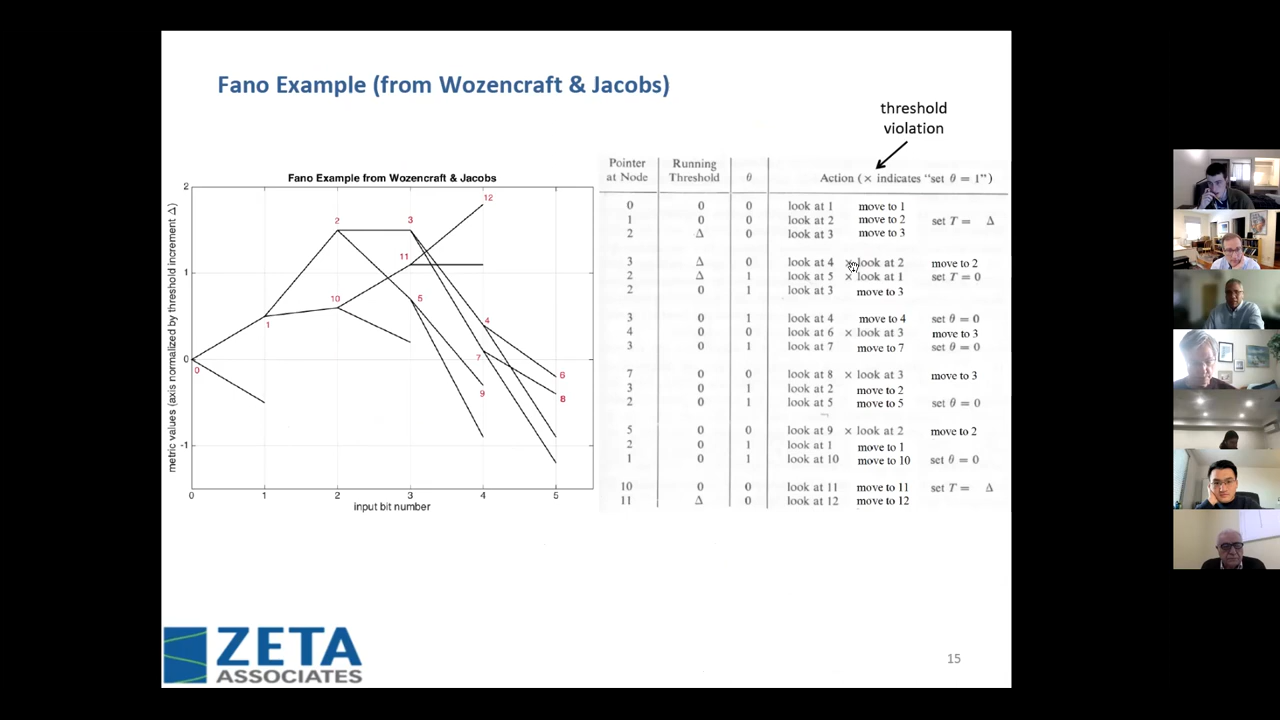 Fano Example (from Wozencraft & Jacobs)
threshold
violation
Fano Example from Wozencraft & Jacobs
metric values (axis normalized by threshold increment Δ)
2
1
0
-1
0 1 2 3 4 5
input bit number
0
1
2
3
4
5
6
7
8
9
10
11
12
Pointer at Node Running Threshold θ Action (× indicates “set θ = 1”)
0 0 0 look at 1 move to 1
1 0 0 look at 2 move to 2 set T = Δ
2 Δ 0 look at 3 move to 3
3 Δ 0 look at 4 × look at 2 move to 2
2 Δ 1 look at 5 × look at 1 set T = 0
2 0 1 look at 3 move to 3
3 0 1 look at 4 move to 4 set θ = 0
4 0 0 look at 6 × look at 3 move to 3
3 0 1 look at 7 move to 7 set θ = 0
7 0 0 look at 8 × look at 3 move to 3
3 0 1 look at 2 move to 2
2 0 1 look at 5 move to 5 set θ = 0
5 0 0 look at 9 × look at 2 move to 2
2 0 1 look at 1 move to 1
1 0 1 look at 10 move to 10 set θ = 0
10 0 0 look at 11 move to 11 set T = Δ
11 Δ 0 look at 12 move to 12
ZETA
ASSOCIATES
15